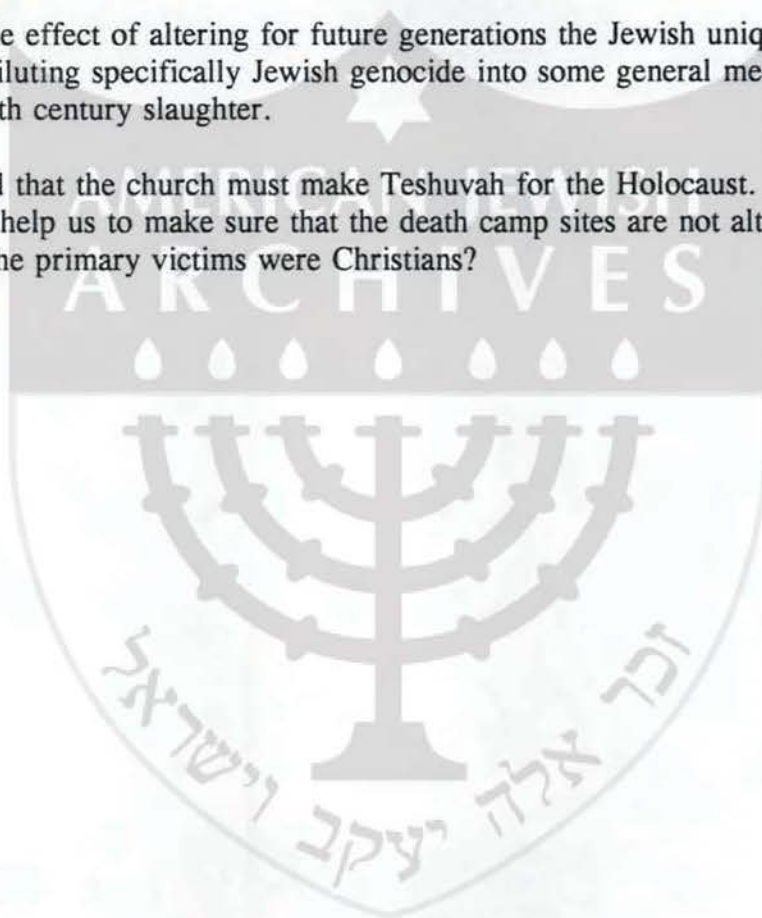 e effect of altering for future generations the Jewish uniq
iluting specifically Jewish genocide into some general me
th century slaughter.
l that the church must make Teshuvah for the Holocaust.
help us to make sure that the death camp sites are not alt
he primary victims were Christians?
AMERICAN JEWISH
ARCHIVES
זכר אלה יעקב וישראל